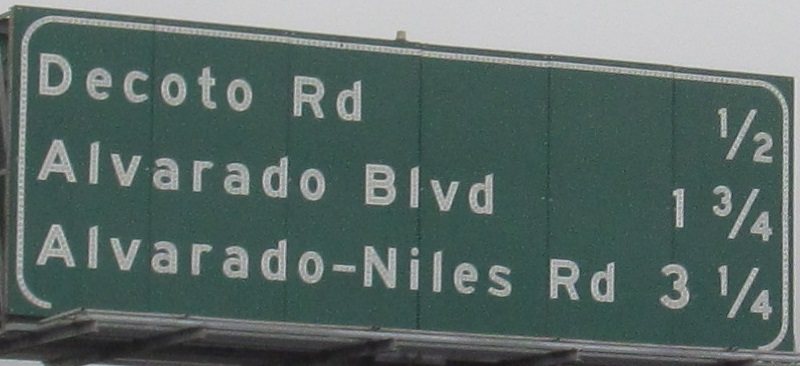 Decoto Rd 1/2
Alvarado Blvd 1 3/4
Alvarado-Niles Rd 3 1/4